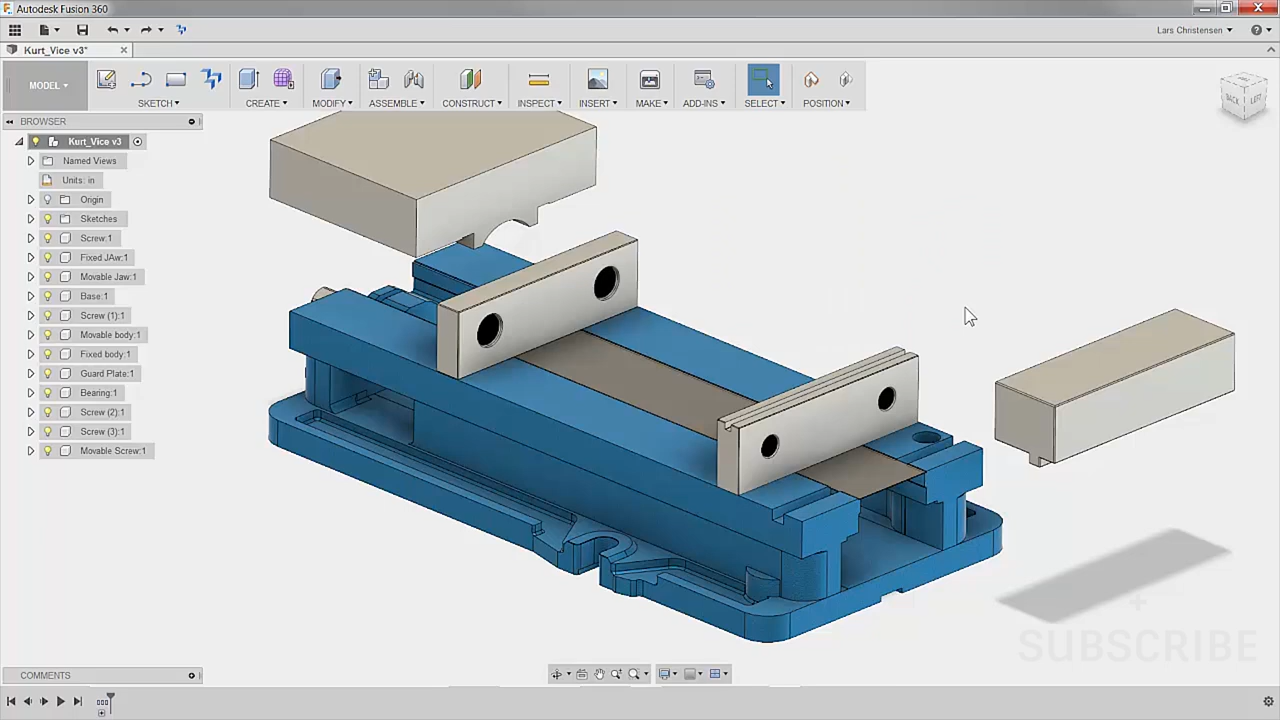 Autodesk Fusion 360
Lars Christensen
Kurt_Vice v3*
MODEL
SKETCH
CREATE
MODIFY
ASSEMBLE
CONSTRUCT
INSPECT
INSERT
MAKE
ADD-INS
SELECT
POSITION
BACK
LEFT
BROWSER
Kurt_Vice v3
Named Views
Units: in
Origin
Sketches
Screw:1
Fixed JAw:1
Movable Jaw:1
Base:1
Screw (1):1
Movable body:1
Fixed body:1
Guard Plate:1
Bearing:1
Screw (2):1
Screw (3):1
Movable Screw:1
SUBSCRIBE
COMMENTS